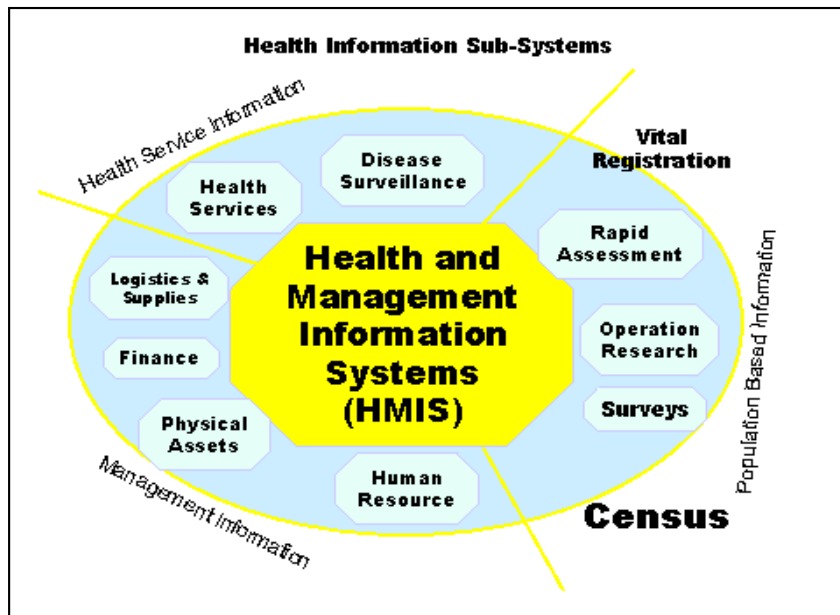 Health Information Sub-Systems
Health Service Information
Disease
Surveillance
Vital
Registration
Health
Services
Rapid
Assessment
Health and
Management
Information
Systems
(HMIS)
Logistics &
Supplies
Operation
Research
Finance
Surveys
Physical
Assets
Population Based Information
Human
Resource
Management Information
Census